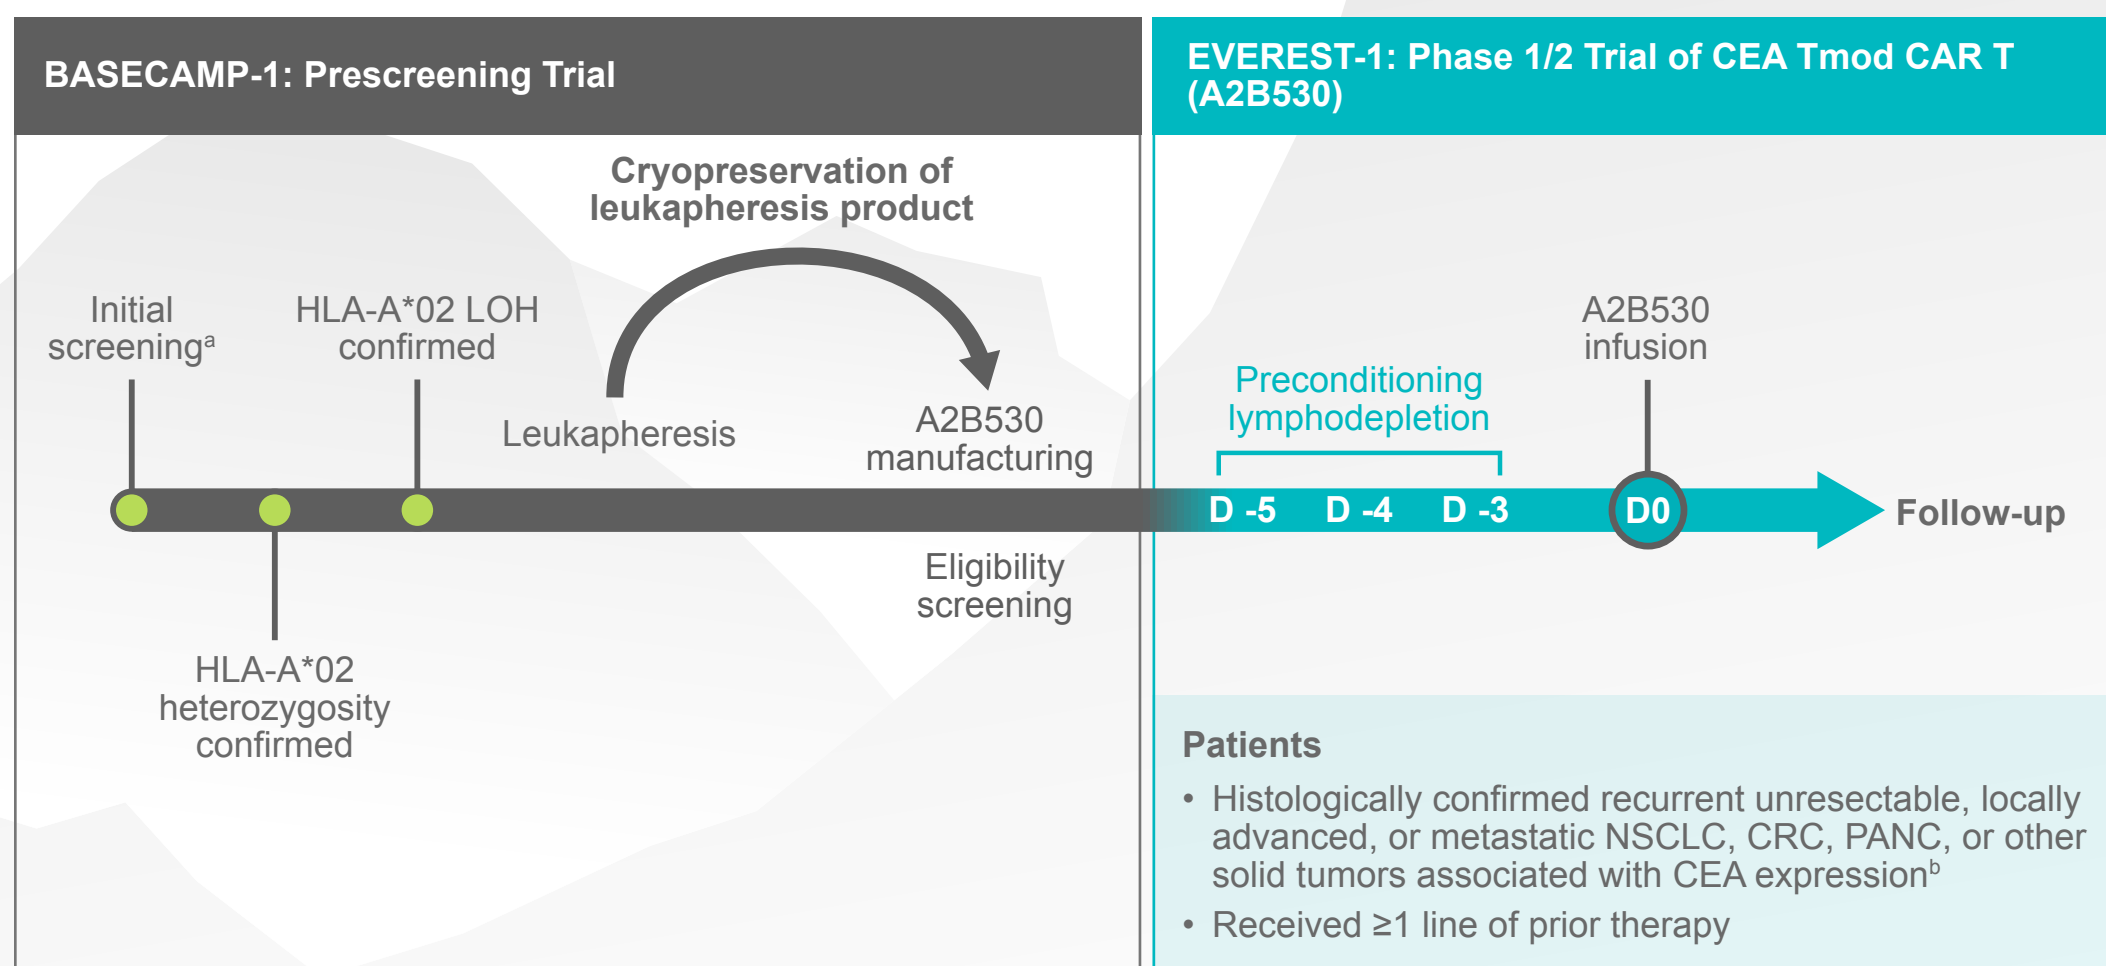 BASECAMP-1: Prescreening Trial
Cryopreservation of
leukapheresis product
Initial
screeningᵃ
HLA-A*02 LOH
confirmed
Leukapheresis
A2B530
manufacturing
HLA-A*02
heterozygosity
confirmed
Eligibility
screening
EVEREST-1: Phase 1/2 Trial of CEA Tmod CAR T
(A2B530)
Preconditioning
lymphodepletion
A2B530
infusion
D -5 D -4 D -3 D0
Follow-up
Patients
• Histologically confirmed recurrent unresectable, locally
advanced, or metastatic NSCLC, CRC, PANC, or other
solid tumors associated with CEA expressionᵇ
• Received ≥1 line of prior therapy